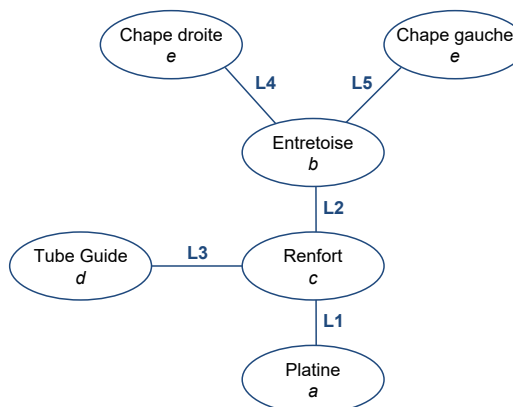 Chape droite
e
Chape gauche
e
L4
L5
Entretoise
b
L2
Tube Guide
d
L3
Renfort
c
L1
Platine
a